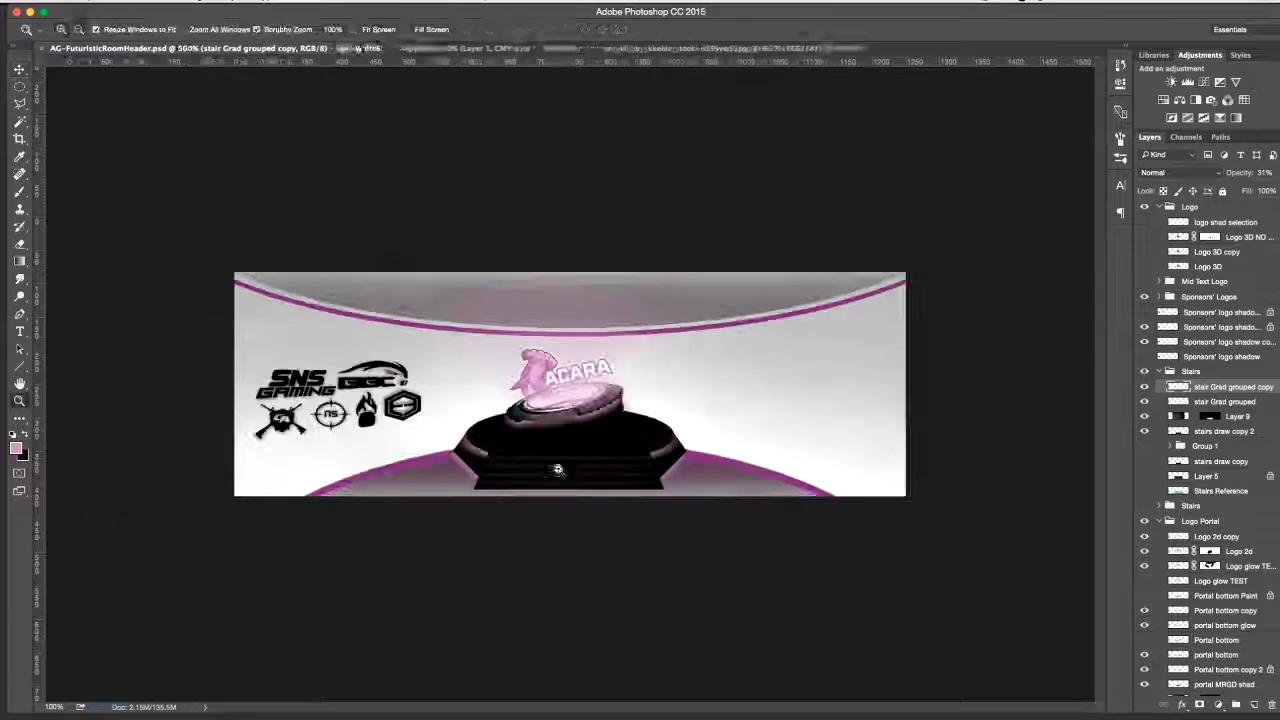 Adobe Photoshop CC 2015
Resize Windows to Fit Zoom All Windows Scrubby Zoom 100% Fit Screen Fill Screen Essentials
AG-FuturisticRoomHeader.psd @ 560% (stair Grad grouped copy, RGB/8)
Libraries Adjustments Styles
Add an adjustment
Layers Channels Paths
Kind
Normal Opacity: 31%
Lock: Fill: 100%
Logo
logo shad selection
Logo 3D NO ...
Logo 3D copy
Logo 3D
Mid Text Logo
Sponsors' Logos
Sponsors' logo shado...
Sponsors' logo shado...
Sponsors' logo shadow co...
Sponsors' logo shadow
Stairs
stair Grad grouped copy
stair Grad grouped
Layer 9
stairs draw copy 2
Group 1
stairs draw copy
Layer 5
Stairs Reference
Stairs
Logo Portal
Logo 2d copy
Logo 2d
Logo glow TE...
Logo glow TEST
Portal bottom Paint
Portal bottom copy
portal bottom glow
Portal bottom
portal bottom
Portal bottom copy 2
portal MRGD shad
ACARA
SNS
GAMING
GGC
NS
100% Doc: 2.15M/135.5M